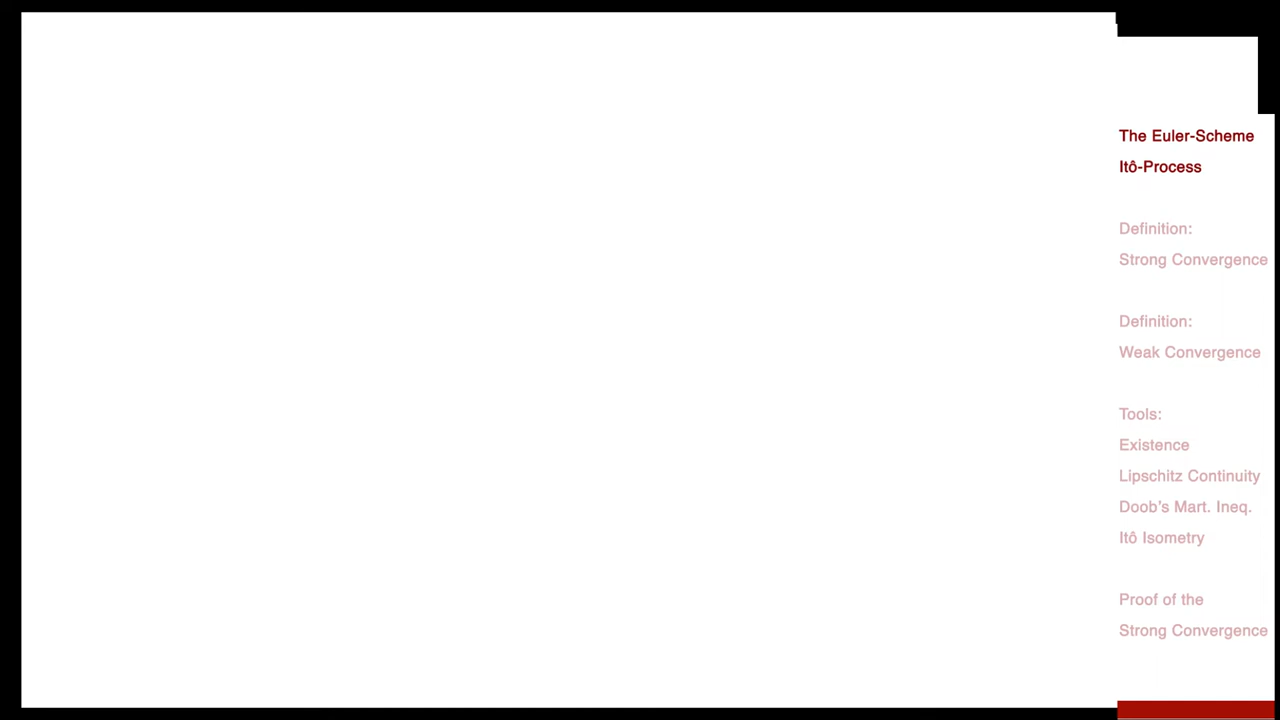 The Euler-Scheme
Itô-Process
Definition:
Strong Convergence
Definition:
Weak Convergence
Tools:
Existence
Lipschitz Continuity
Doob's Mart. Ineq.
Itô Isometry
Proof of the
Strong Convergence